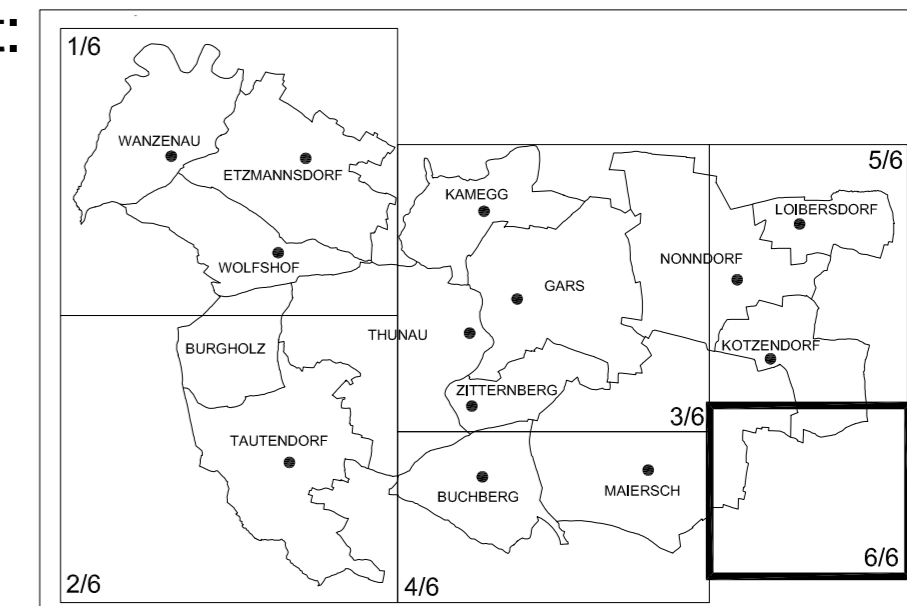 :
1/6
WANZENAU
ETZMANNSDORF
WOLFSHOF
BURGHOLZ
TAUTENDORF
2/6
KAMEGG
GARS
THUNAU
ZITTERNBERG
3/6
BUCHBERG
MAIERSCH
4/6
5/6
LOIBERSDORF
NONNDORF
KOTZENDORF
6/6